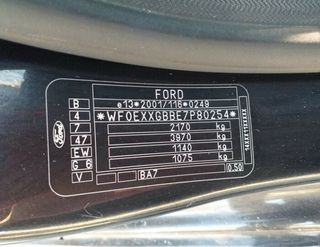 FORD
B e13*2001/116*0249
4 *WF0EXXGBBE7P80254*
7 2170 kg
47 3970 kg
EW 1140 kg
G 6 1075 kg
V BA7 0.50
Ford